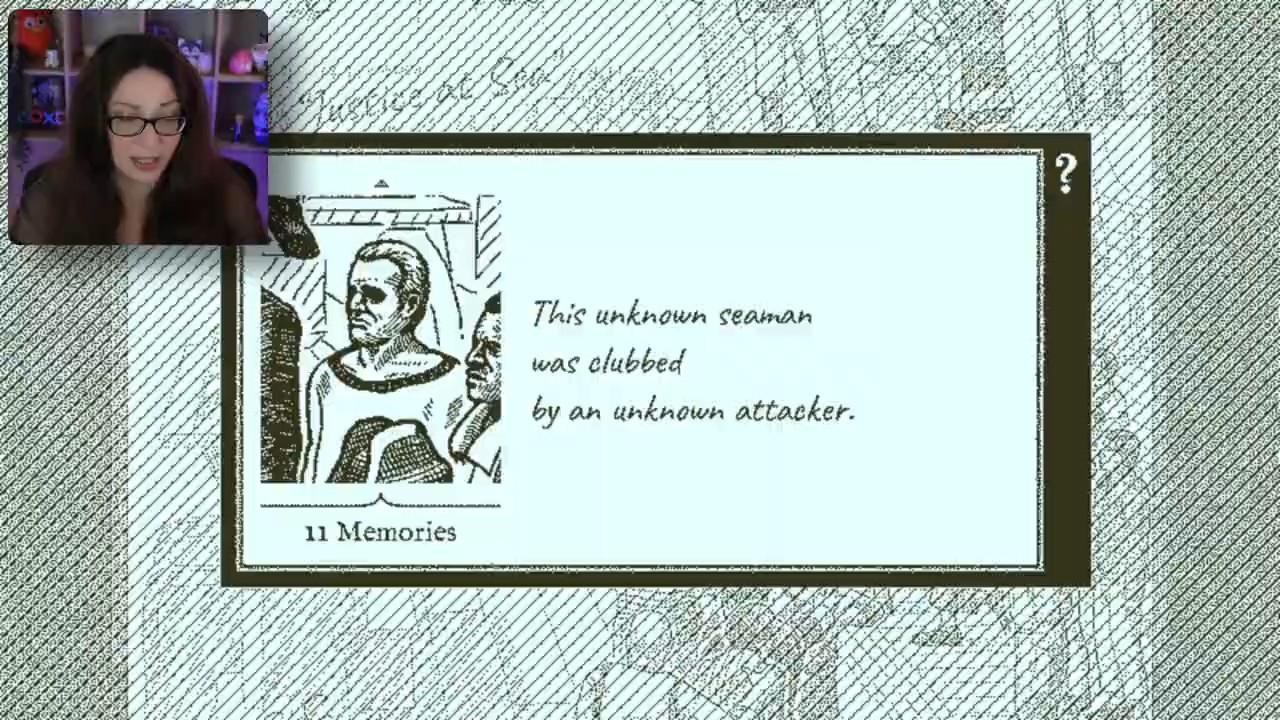 "Justice at Sea"
?
This unknown seaman
was clubbed
by an unknown attacker.
11 Memories